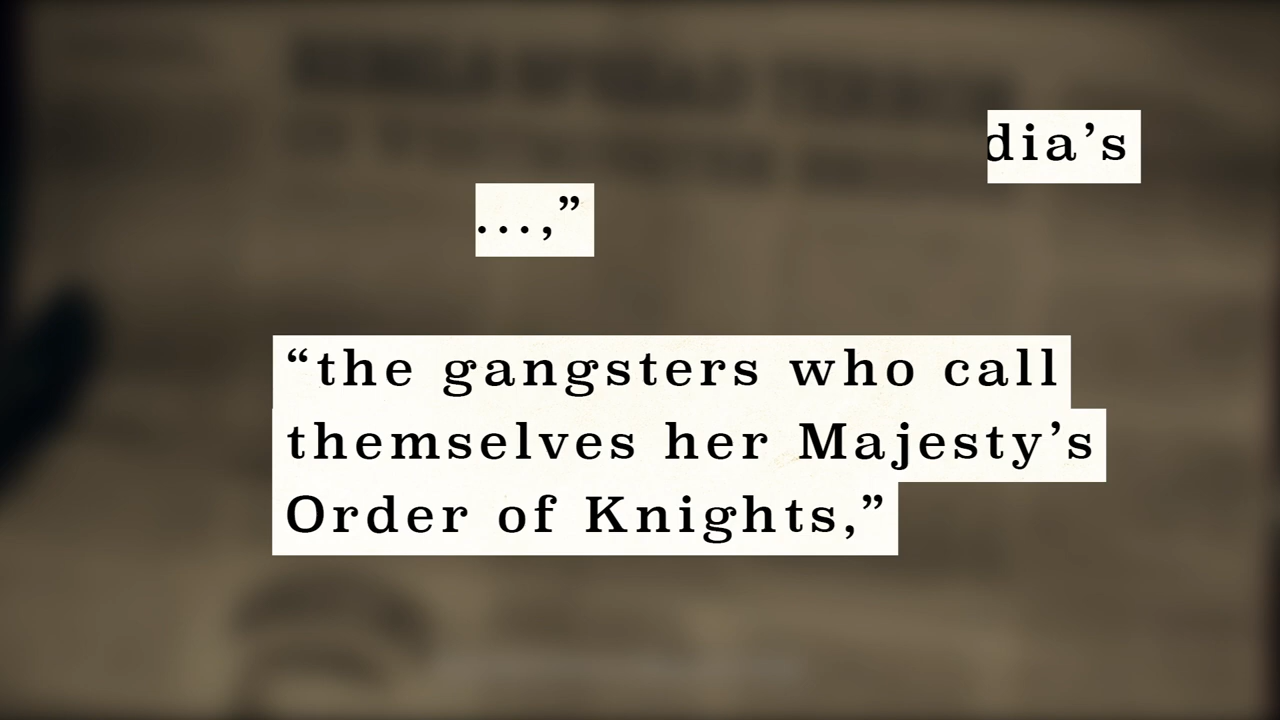 dia’s
...,”
“the gangsters who call
themselves her Majesty’s
Order of Knights,”